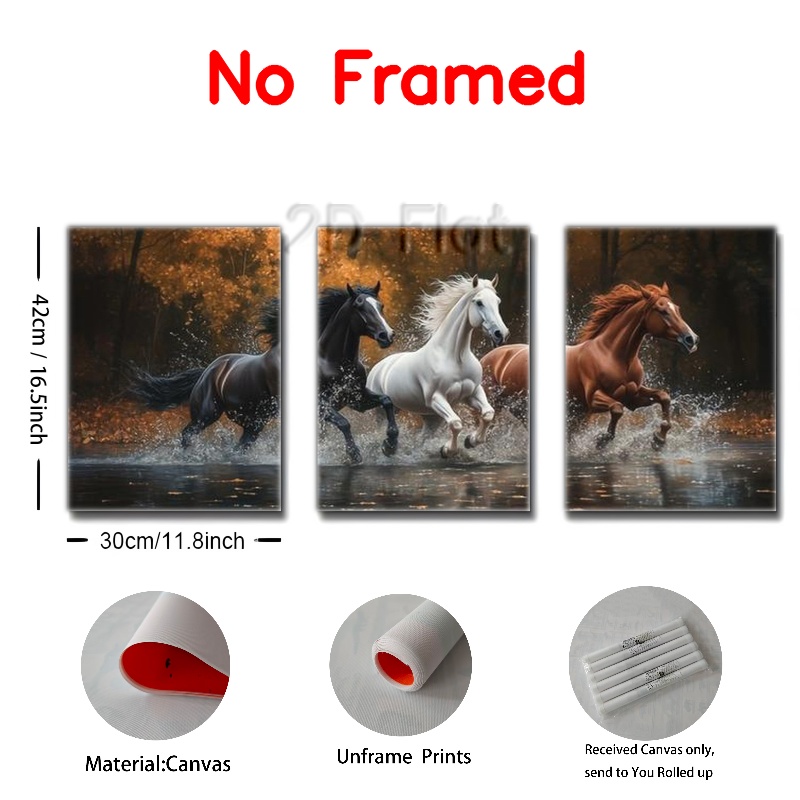 No Framed
2D Flat
42cm / 16.5inch
30cm/11.8inch
Material:Canvas
Unframe Prints
Received Canvas only,
send to You Rolled up